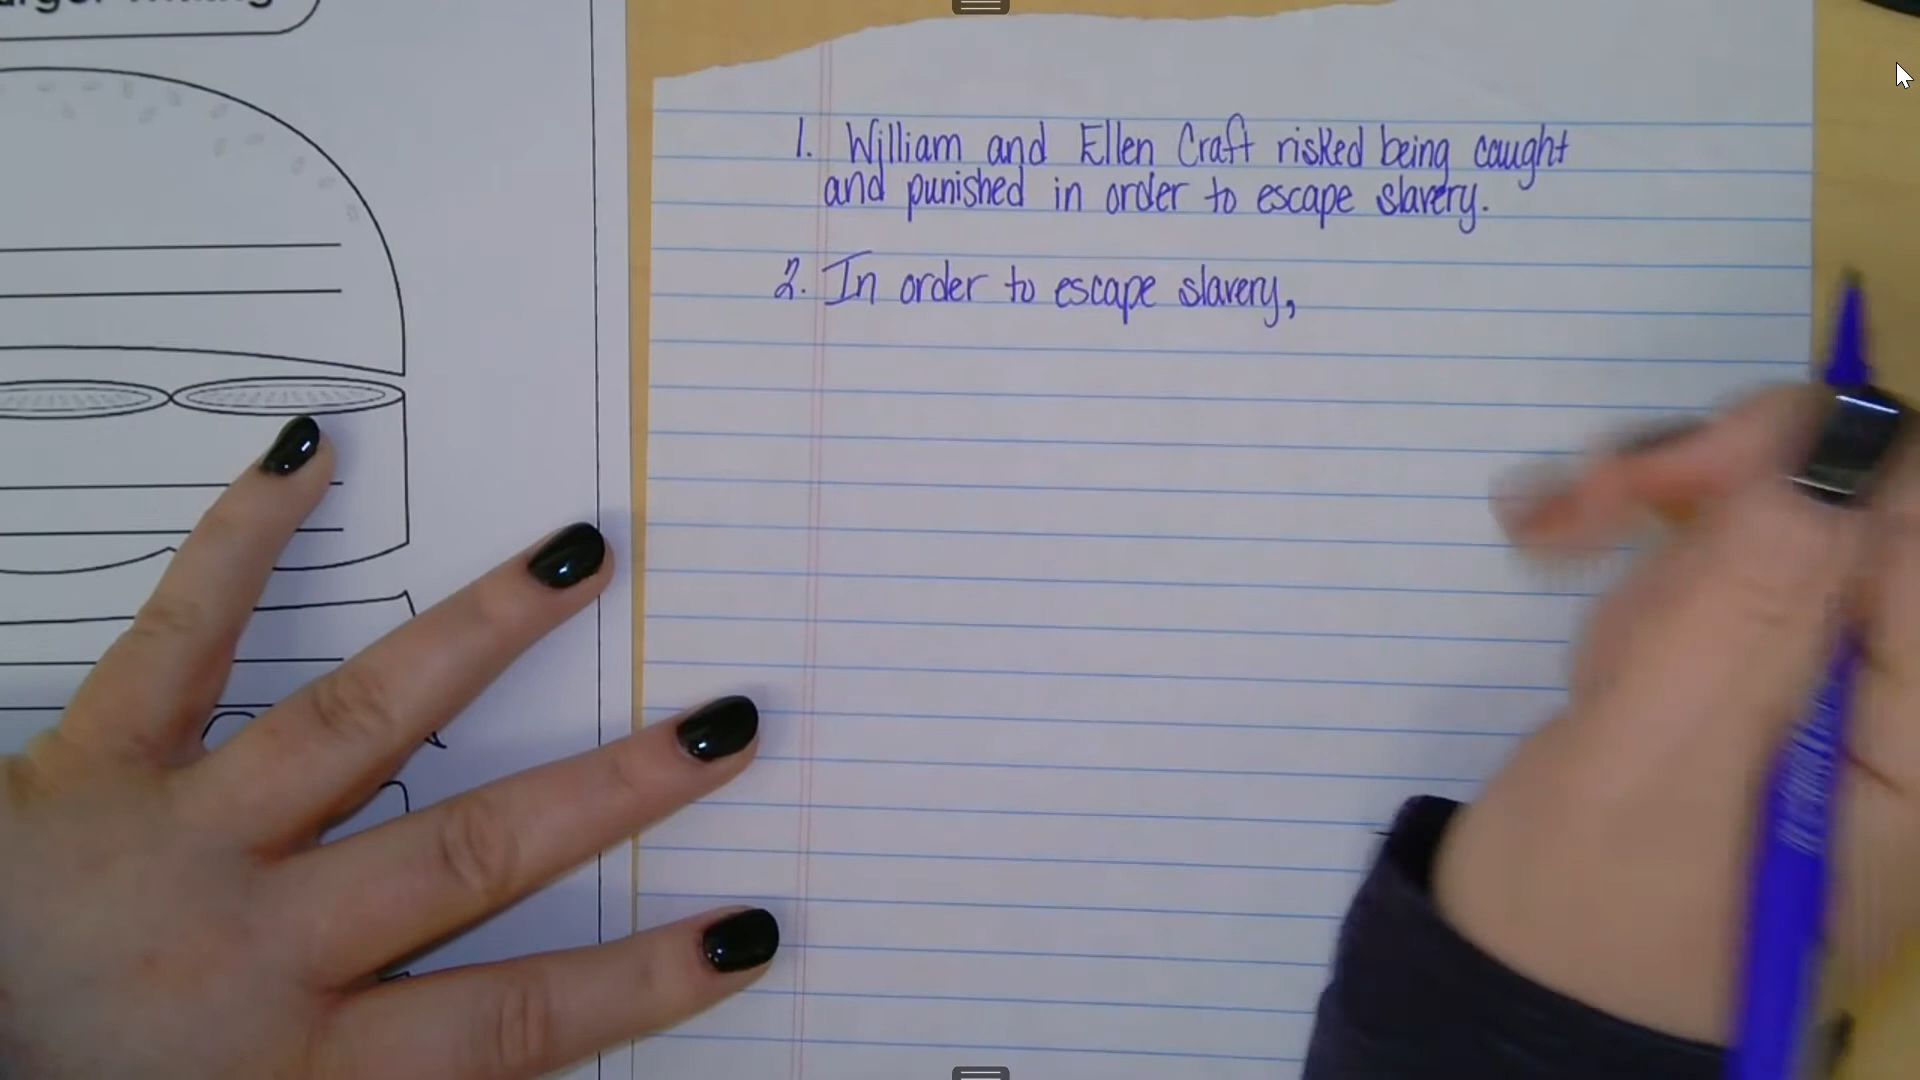 1. William and Ellen Craft risked being caught
and punished in order to escape slavery.
2. In order to escape slavery,